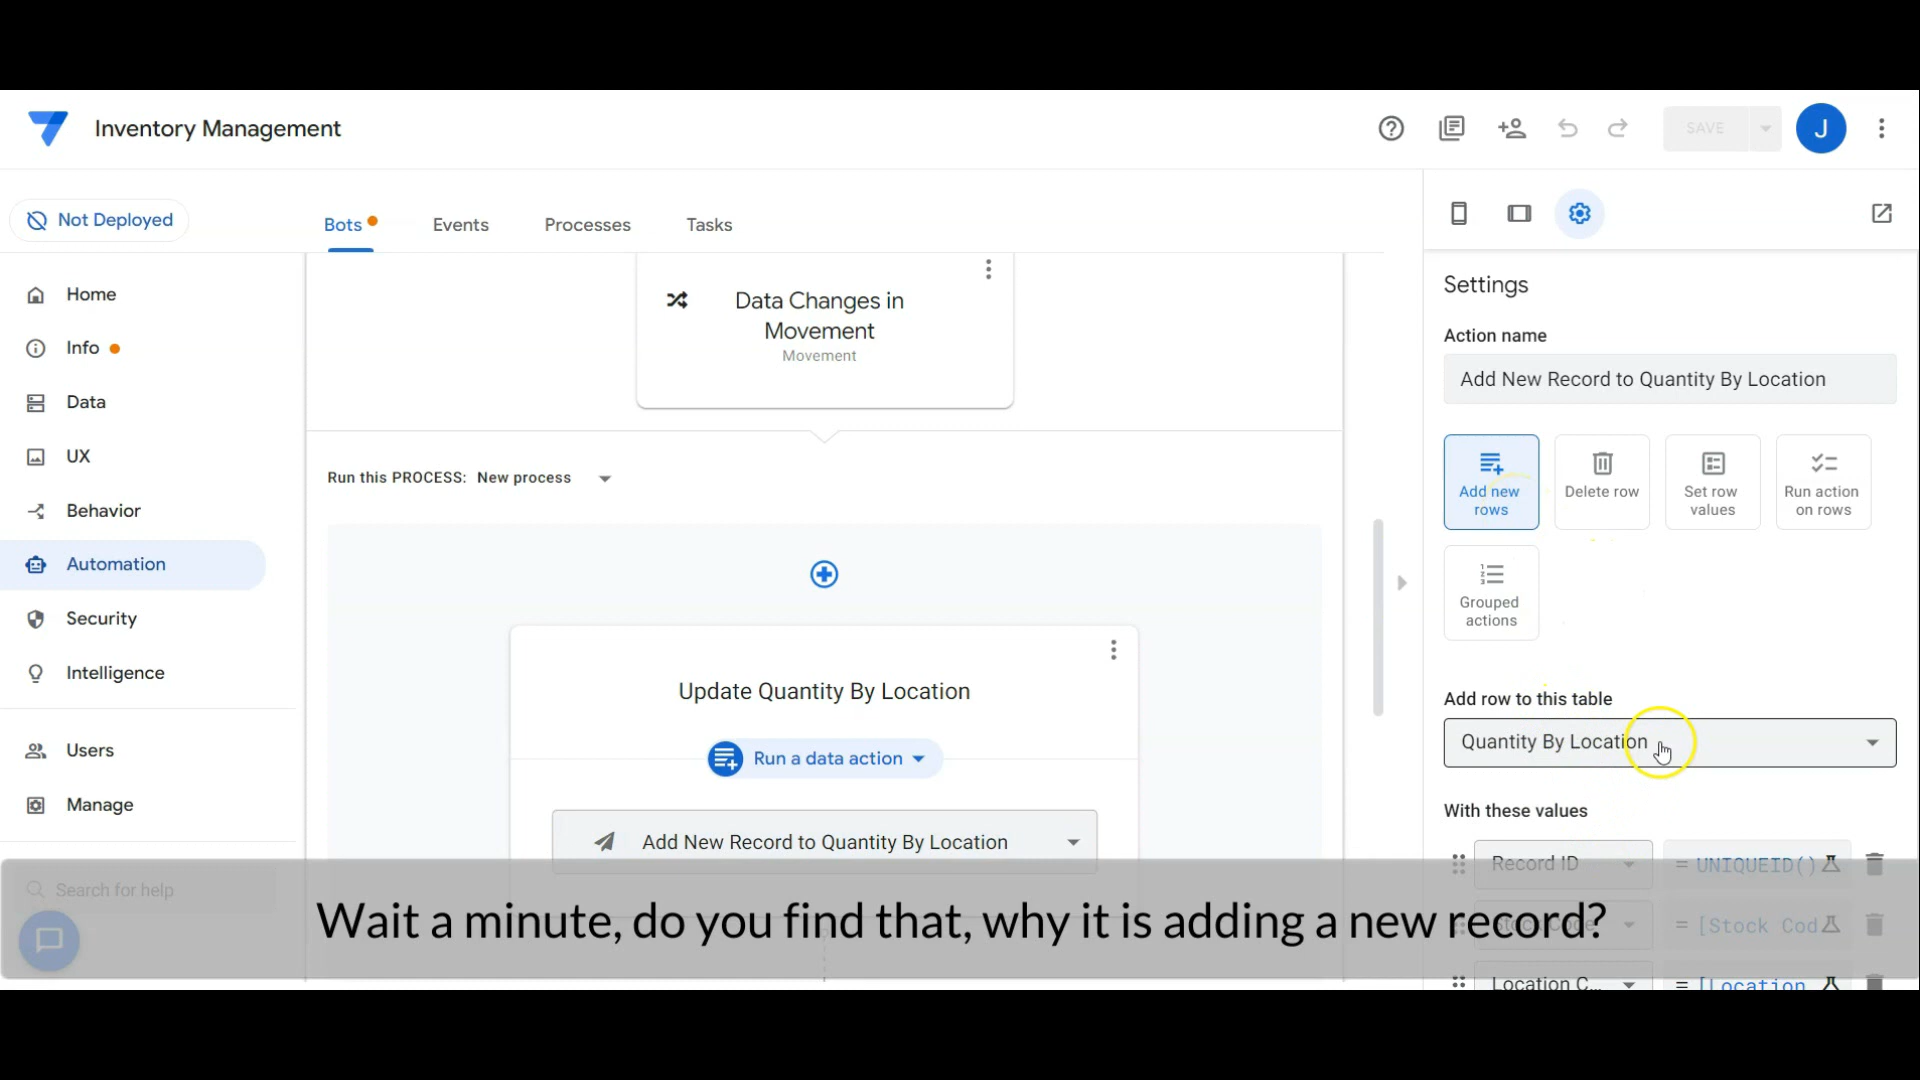 Inventory Management
SAVE
J
Not Deployed
Bots
Events
Processes
Tasks
Home
Info
Data
UX
Behavior
Automation
Security
Intelligence
Users
Manage
Search for help
Data Changes in
Movement
Movement
Run this PROCESS: New process
Update Quantity By Location
Run a data action
Add New Record to Quantity By Location
Settings
Action name
Add New Record to Quantity By Location
Add new
rows
Delete row
Set row
values
Run action
on rows
Grouped
actions
Add row to this table
Quantity By Location
With these values
Record ID
= UNIQUEID()
Stock Code
= [Stock Cod
Location C...
= [Location
Wait a minute, do you find that, why it is adding a new record?